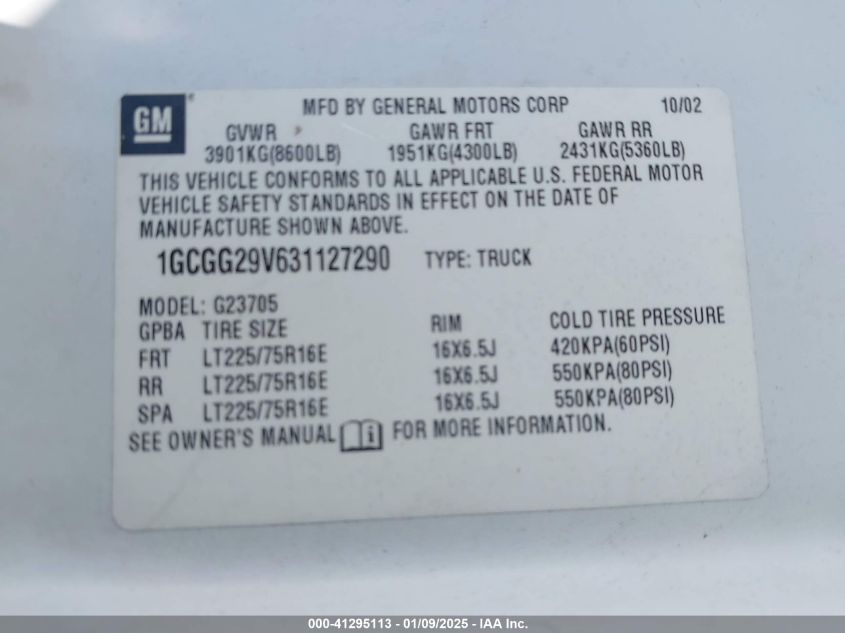 GM MFD BY GENERAL MOTORS CORP 10/02
GVWR GAWR FRT GAWR RR
3901KG(8600LB) 1951KG(4300LB) 2431KG(5360LB)
THIS VEHICLE CONFORMS TO ALL APPLICABLE U.S. FEDERAL MOTOR
VEHICLE SAFETY STANDARDS IN EFFECT ON THE DATE OF
MANUFACTURE SHOWN ABOVE.
1GCGG29V631127290 TYPE: TRUCK
MODEL: G23705
GPBA TIRE SIZE RIM COLD TIRE PRESSURE
FRT LT225/75R16E 16X6.5J 420KPA(60PSI)
RR LT225/75R16E 16X6.5J 550KPA(80PSI)
SPA LT225/75R16E 16X6.5J 550KPA(80PSI)
SEE OWNER'S MANUAL i FOR MORE INFORMATION.
000-41295113 - 01/09/2025 - IAA Inc.